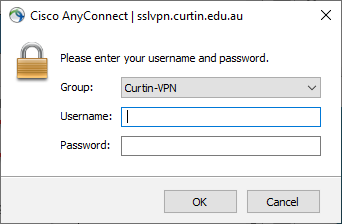 Cisco AnyConnect | sslvpn.curtin.edu.au
Please enter your username and password.
Group: Curtin-VPN
Username:
Password:
OK Cancel